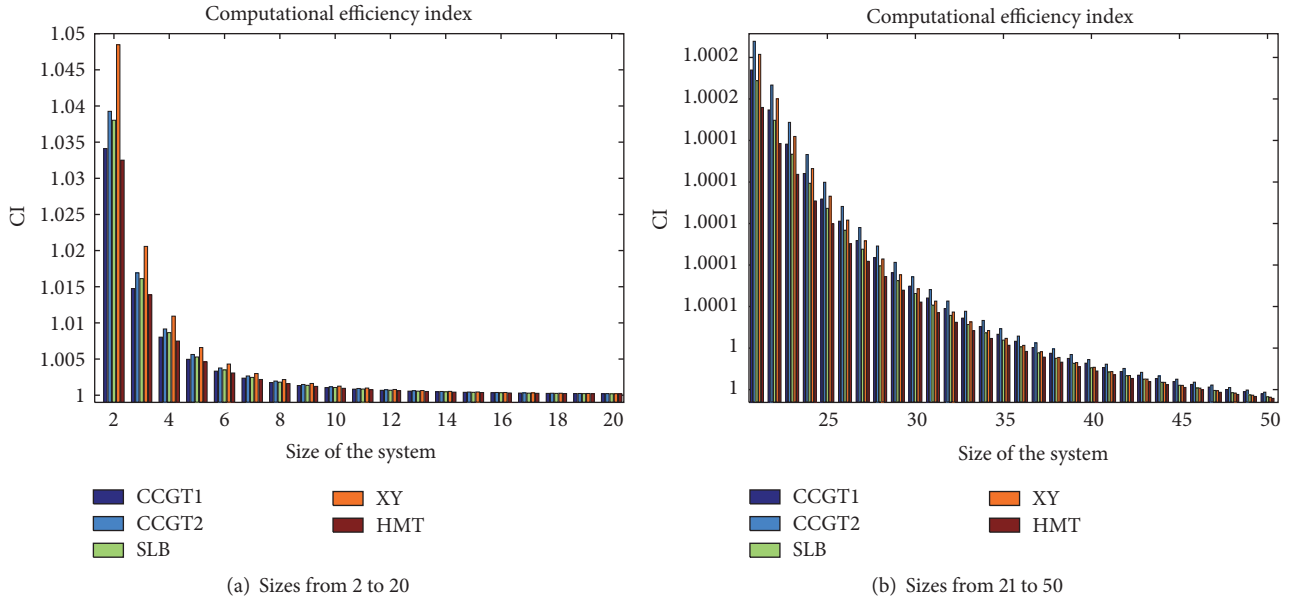 Computational efficiency index
1.05
1.045
1.04
1.035
1.03
1.025
1.02
1.015
1.01
1.005
1
CI
2 4 6 8 10 12 14 16 18 20
Size of the system
CCGT1
CCGT2
SLB
XY
HMT
(a) Sizes from 2 to 20
Computational efficiency index
1.0002
1.0002
1.0001
1.0001
1.0001
1.0001
1.0001
1
1
CI
25 30 35 40 45 50
Size of the system
CCGT1
CCGT2
SLB
XY
HMT
(b) Sizes from 21 to 50